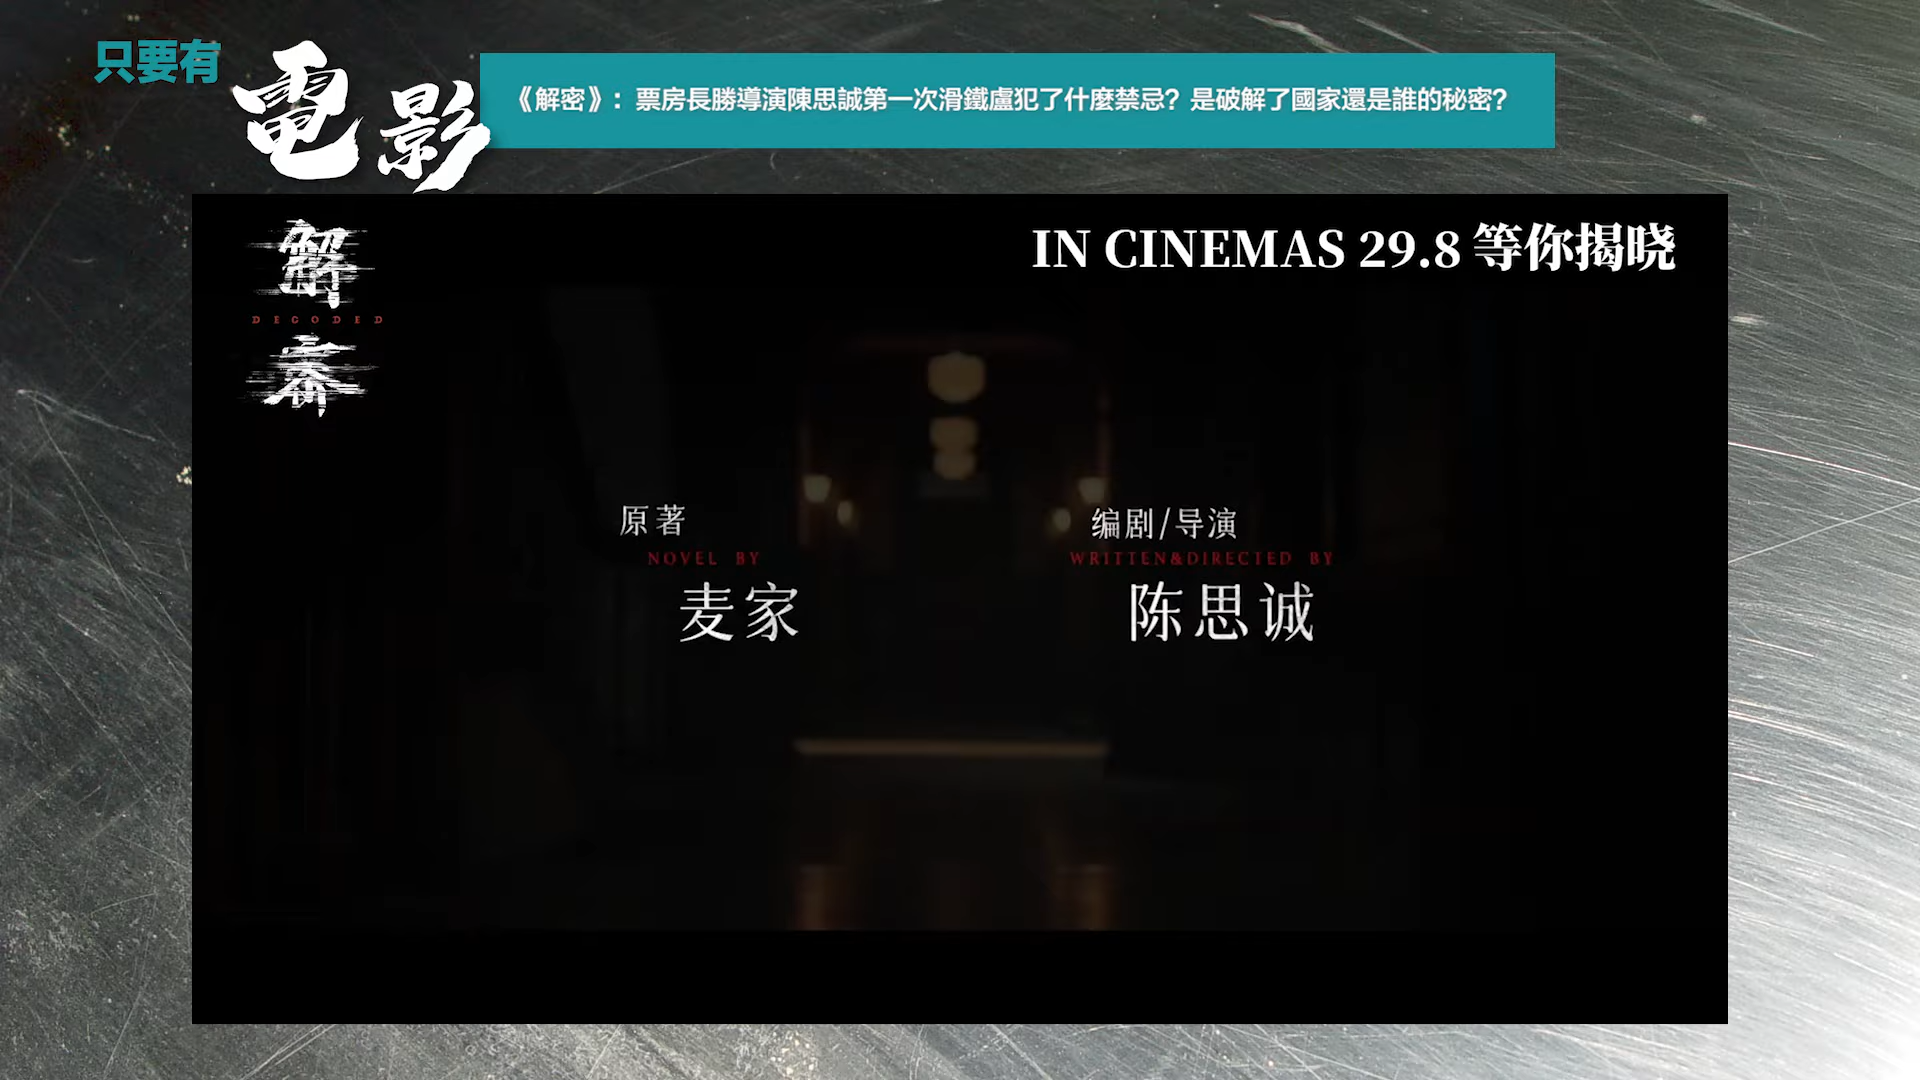 只要有
電影
《解密》：票房長勝導演陳思誠第一次滑鐵盧犯了什麼禁忌？是破解了國家還是誰的秘密？
解密
DECODED
IN CINEMAS 29.8 等你揭晓
原著
NOVEL BY
麦家
编剧/导演
WRITTEN&DIRECTED BY
陈思诚